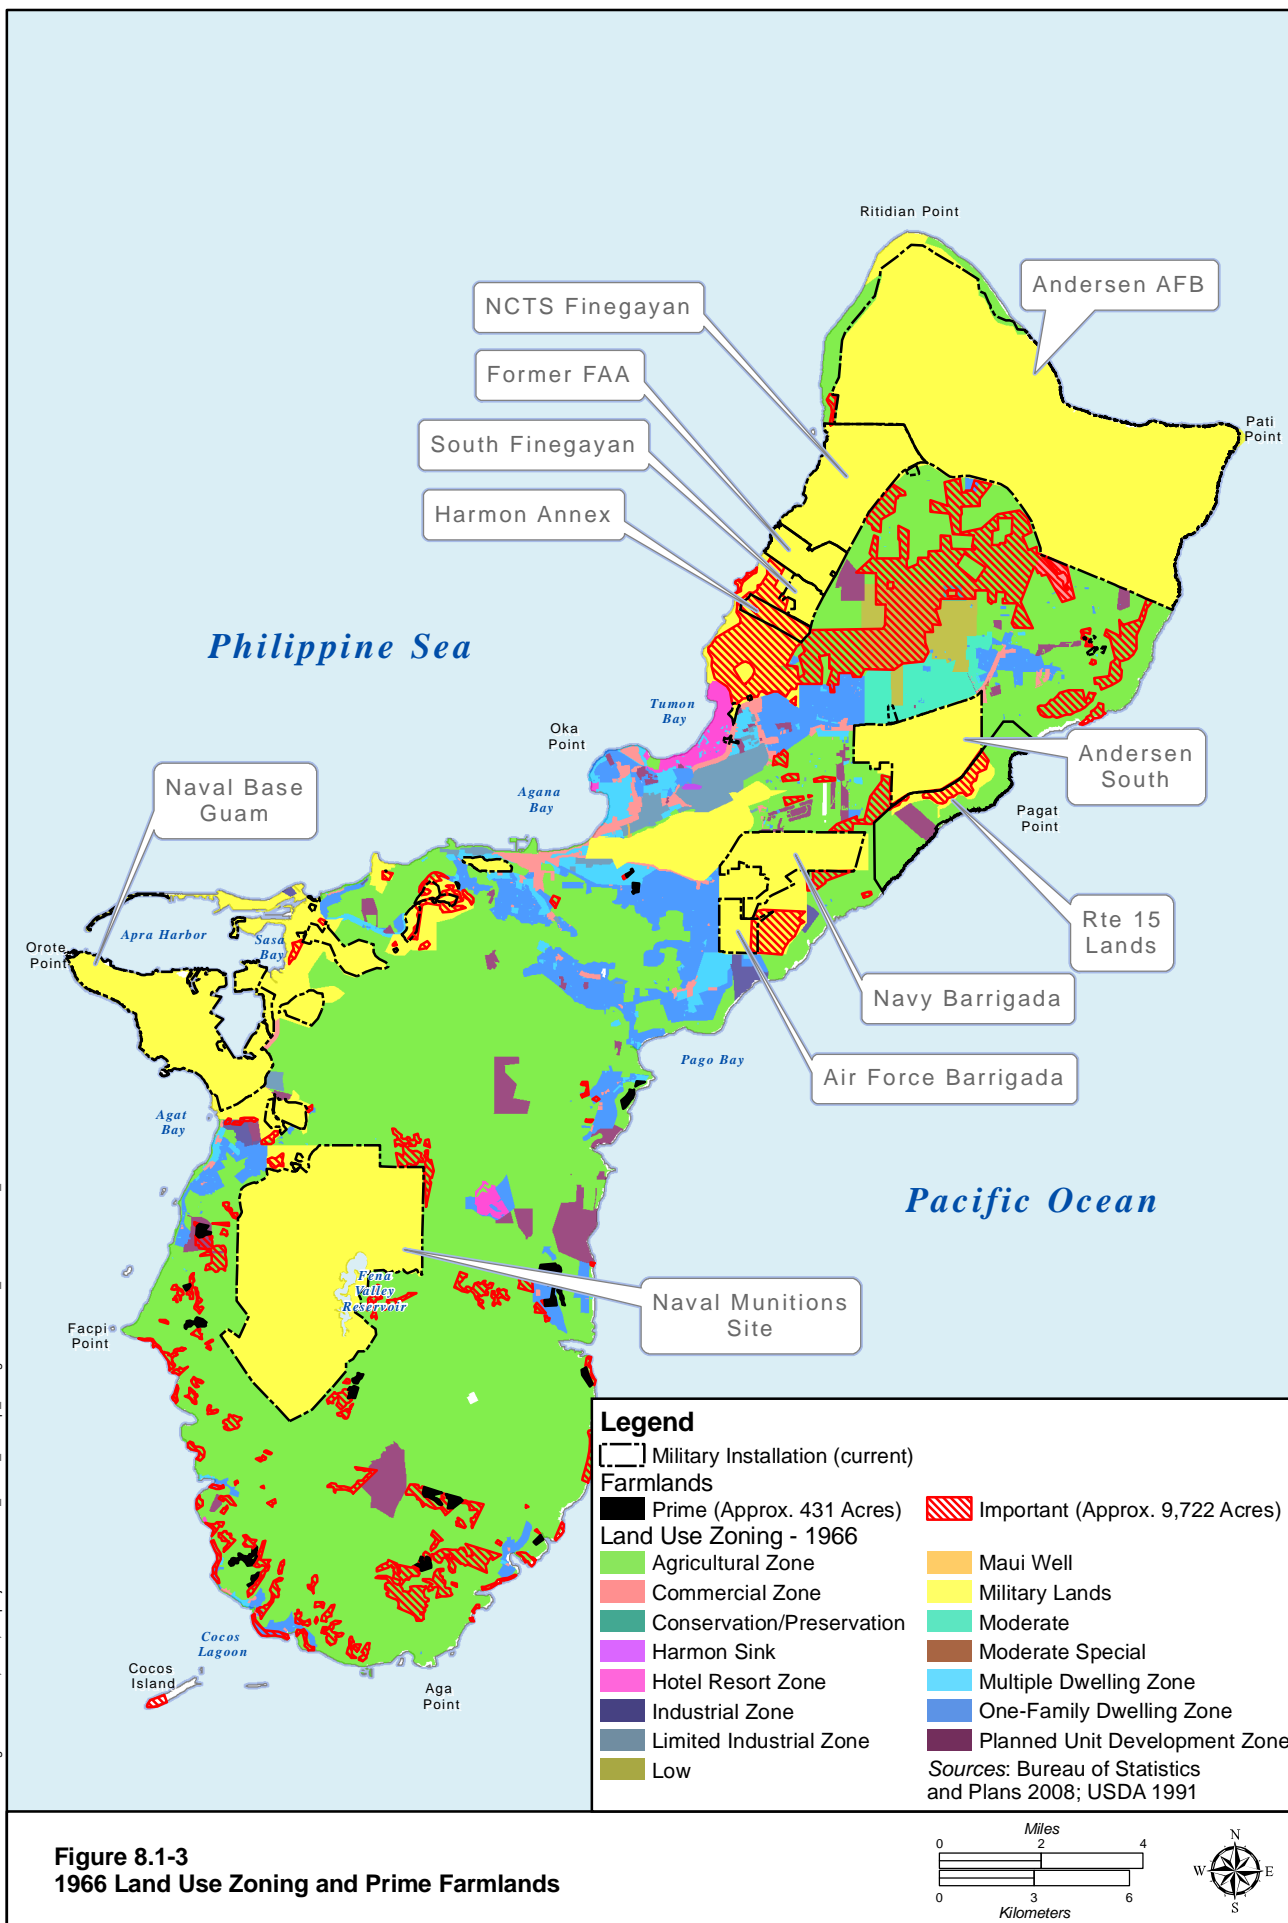 Ritidian Point
Andersen AFB
NCTS Finegayan
Former FAA
South Finegayan
Harmon Annex
Pati
Point
Philippine Sea
Tumon
Bay
Oka
Point
Agana
Bay
Andersen
South
Pagat
Point
Naval Base
Guam
Rte 15
Lands
Orote
Point
Apra Harbor
Sasa
Bay
Navy Barrigada
Pago Bay
Air Force Barrigada
Agat
Bay
Pacific Ocean
Fena
Valley
Reservoir
Naval Munitions
Site
Facpi
Point
Cocos
Lagoon
Cocos
Island
Aga
Point
Legend
Military Installation (current)
Farmlands
Prime (Approx. 431 Acres)
Important (Approx. 9,722 Acres)
Land Use Zoning - 1966
Agricultural Zone
Commercial Zone
Conservation/Preservation
Harmon Sink
Hotel Resort Zone
Industrial Zone
Limited Industrial Zone
Low
Maui Well
Military Lands
Moderate
Moderate Special
Multiple Dwelling Zone
One-Family Dwelling Zone
Planned Unit Development Zone
Sources: Bureau of Statistics
and Plans 2008; USDA 1991
Figure 8.1-3
1966 Land Use Zoning and Prime Farmlands
Miles
0 2 4
0 3 6
Kilometers
N
W E
S